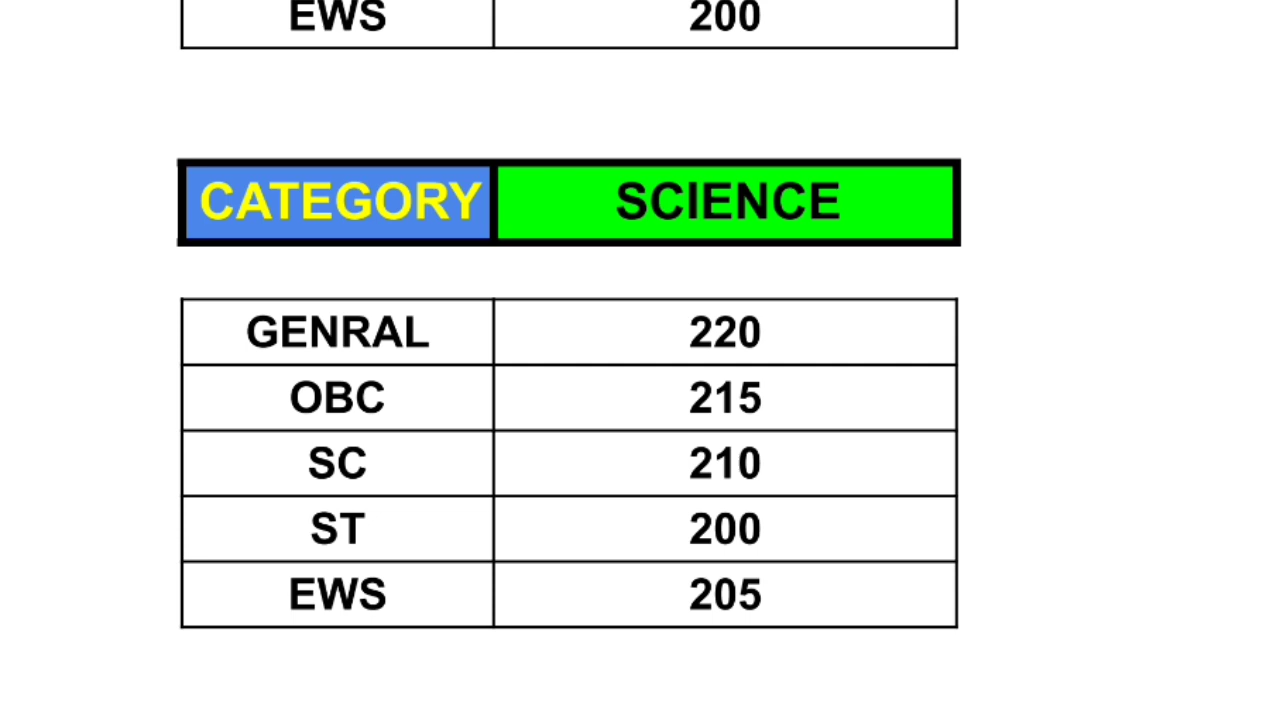 EWS 200
CATEGORY SCIENCE
GENRAL 220
OBC 215
SC 210
ST 200
EWS 205